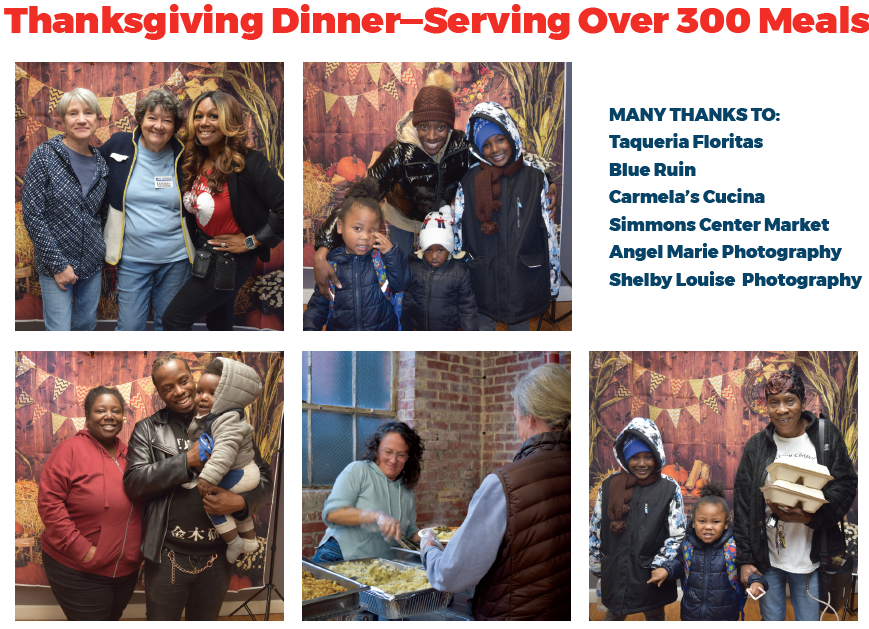 Thanksgiving Dinner—Serving Over 300 Meals
MANY THANKS TO:
Taqueria Floritas
Blue Ruin
Carmela’s Cucina
Simmons Center Market
Angel Marie Photography
Shelby Louise Photography